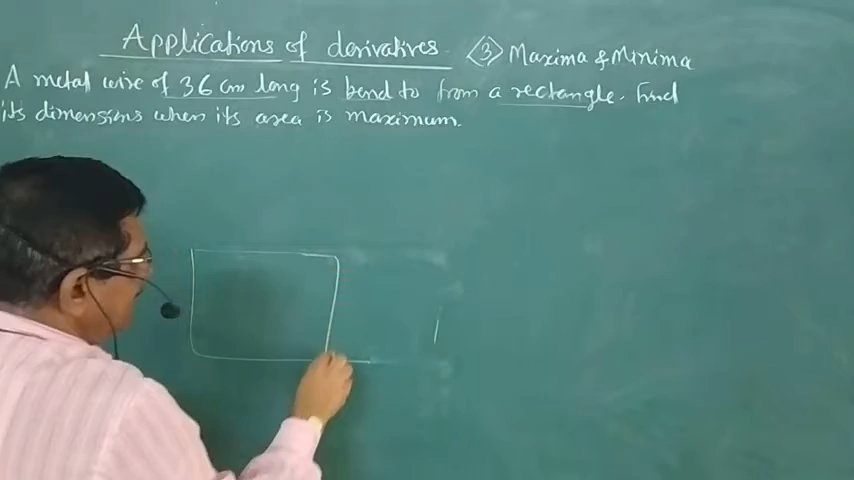 Applications of derivatives. 3 Maxima & Minima
A metal wire of 36 cm long is bend to from a rectangle. Find
its dimensions when its area is maximum.